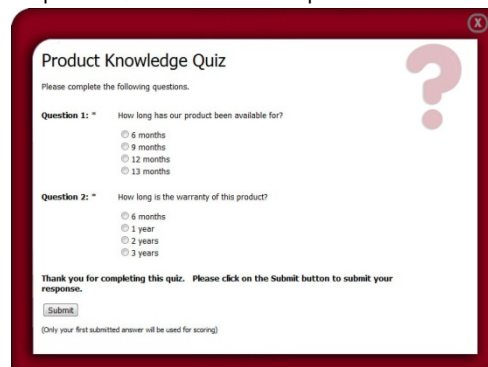 X
Product Knowledge Quiz
Please complete the following questions.
Question 1: * How long has our product been available for?
6 months
9 months
12 months
13 months
Question 2: * How long is the warranty of this product?
6 months
1 year
2 years
3 years
Thank you for completing this quiz. Please click on the Submit button to submit your
response.
Submit
(Only your first submitted answer will be used for scoring)